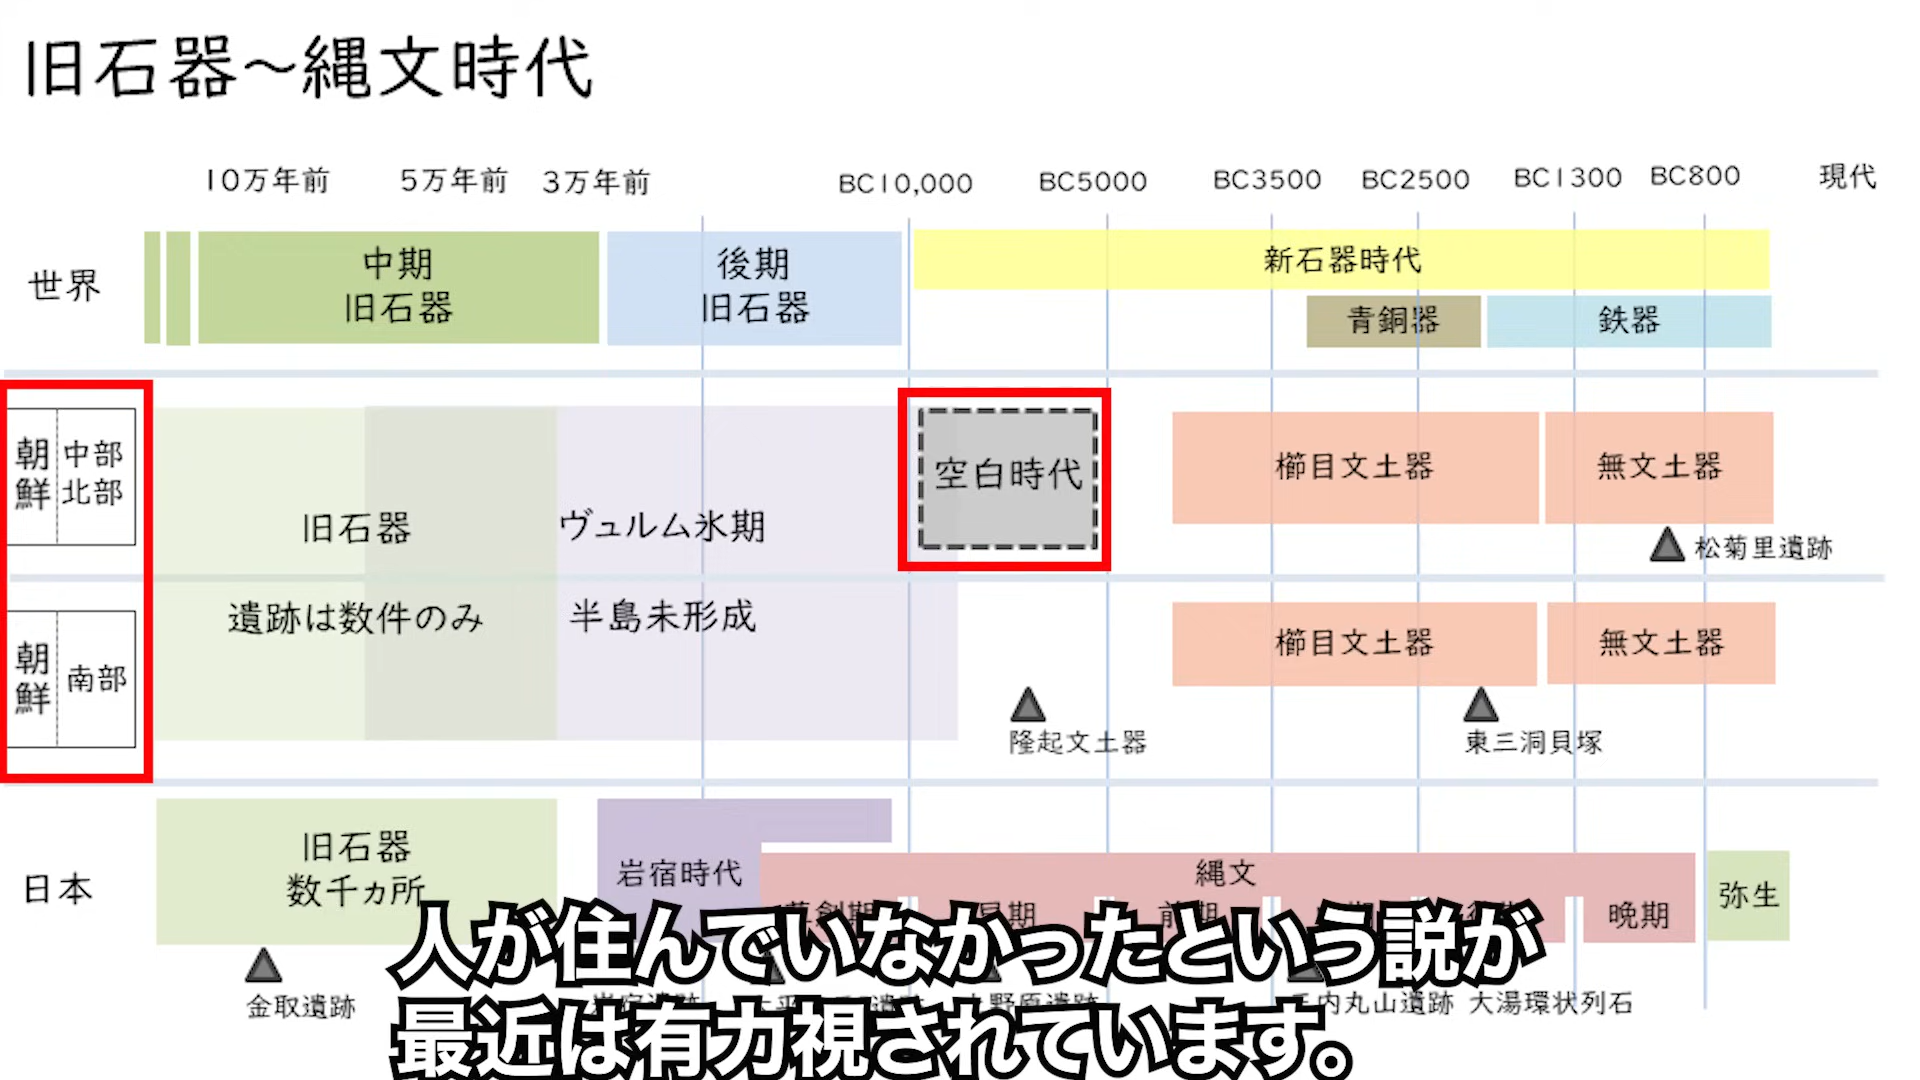 旧石器～縄文時代
10万年前 5万年前 3万年前 BC10,000 BC5000 BC3500 BC2500 BC1300 BC800 現代
世界
中期
旧石器
後期
旧石器
新石器時代
青銅器 鉄器
朝鮮 中部 北部
旧石器 ヴュルム氷期
空白時代
櫛目文土器 無文土器
松菊里遺跡
朝鮮 南部
遺跡は数件のみ 半島未形成
櫛目文土器 無文土器
隆起文土器 東三洞貝塚
日本
旧石器
数千ヵ所
岩宿時代
縄文
早期 晩期
弥生
金取遺跡 内丸山遺跡 大湯環状列石
人が住んでいなかったという説が
最近は有力視されています。